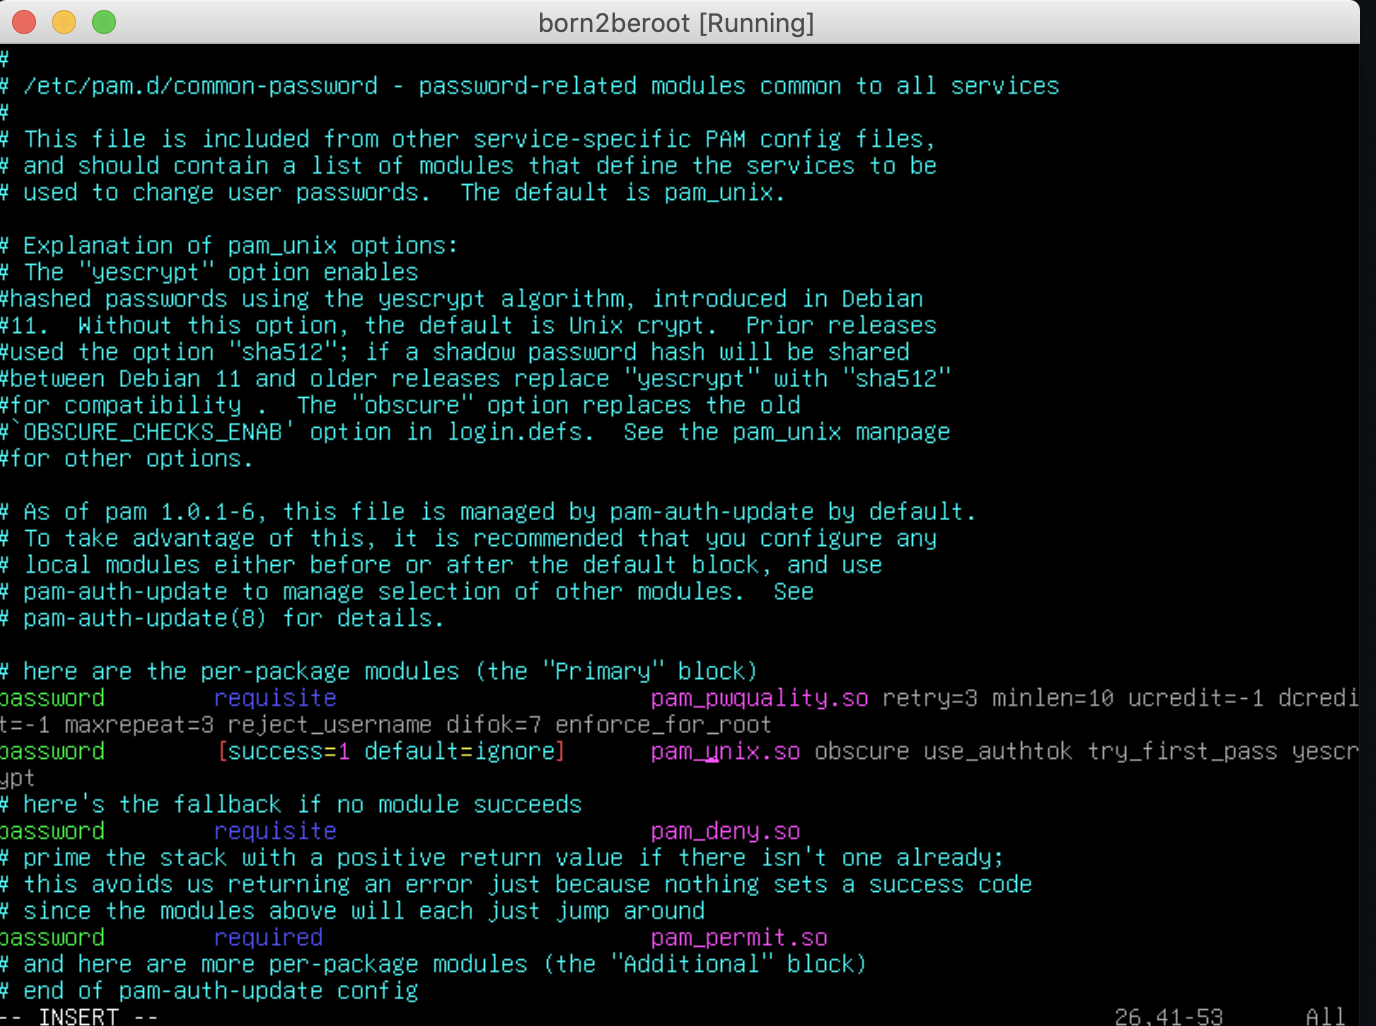 born2beroot [Running]
#
# /etc/pam.d/common-password - password-related modules common to all services
#
# This file is included from other service-specific PAM config files,
# and should contain a list of modules that define the services to be
# used to change user passwords.  The default is pam_unix.

# Explanation of pam_unix options:
# The "yescrypt" option enables
#hashed passwords using the yescrypt algorithm, introduced in Debian
#11.  Without this option, the default is Unix crypt.  Prior releases
#used the option "sha512"; if a shadow password hash will be shared
#between Debian 11 and older releases replace "yescrypt" with "sha512"
#for compatibility .  The "obscure" option replaces the old
#`OBSCURE_CHECKS_ENAB' option in login.defs.  See the pam_unix manpage
#for other options.

# As of pam 1.0.1-6, this file is managed by pam-auth-update by default.
# To take advantage of this, it is recommended that you configure any
# local modules either before or after the default block, and use
# pam-auth-update to manage selection of other modules.  See
# pam-auth-update(8) for details.

# here are the per-package modules (the "Primary" block)
password        requisite                       pam_pwquality.so retry=3 minlen=10 ucredit=-1 dcredi
t=-1 maxrepeat=3 reject_username difok=7 enforce_for_root
password        [success=1 default=ignore]      pam_unix.so obscure use_authtok try_first_pass yescr
ypt
# here's the fallback if no module succeeds
password        requisite                       pam_deny.so
# prime the stack with a positive return value if there isn't one already;
# this avoids us returning an error just because nothing sets a success code
# since the modules above will each just jump around
password        required                        pam_permit.so
# and here are more per-package modules (the "Additional" block)
# end of pam-auth-update config
-- INSERT --                                                                      26,41-53      All